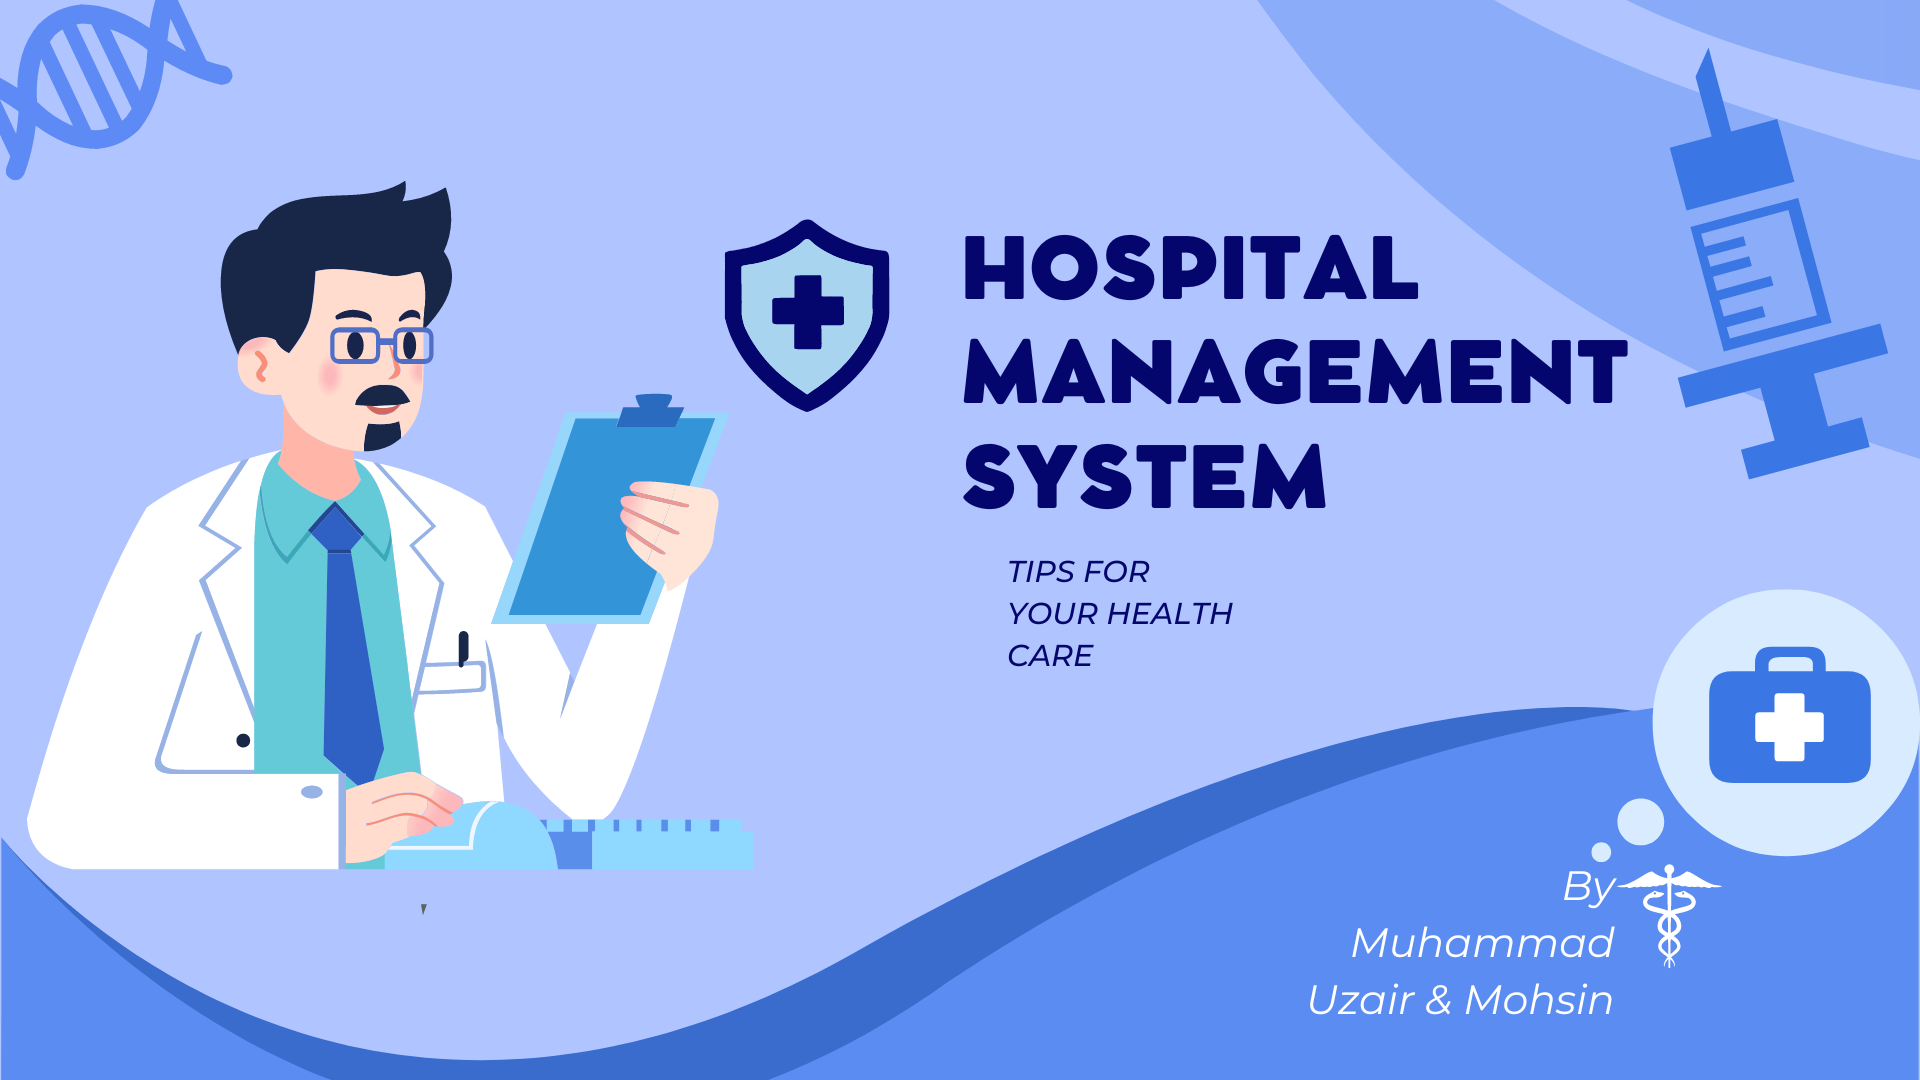 HOSPITAL
MANAGEMENT
SYSTEM
TIPS FOR
YOUR HEALTH
CARE
By
Muhammad
Uzair & Mohsin